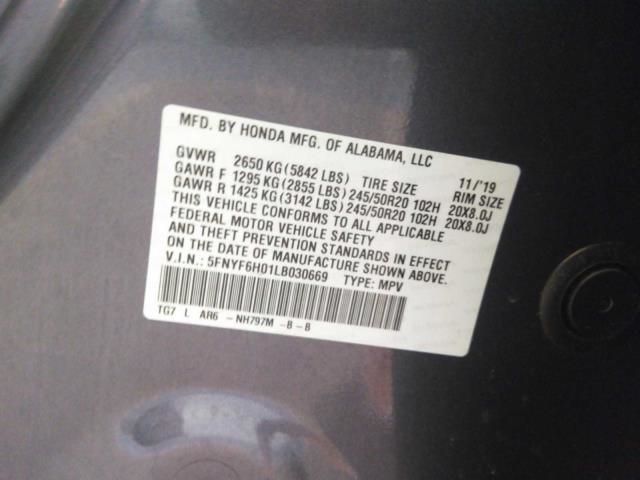 MFD. BY HONDA MFG. OF ALABAMA, LLC
GVWR 2650 KG(5842 LBS) TIRE SIZE 11/'19 RIM SIZE
GAWR F 1295 KG(2855 LBS)245/50R20 102H 20X8.0J
GAWR R 1425 KG(3142 LBS)245/50R20 102H 20X8.0J
THIS VEHICLE CONFORMS TO ALL APPLICABLE
FEDERAL MOTOR VEHICLE SAFETY
AND THEFT PREVENTION STANDARDS IN EFFECT
ON THE DATE OF MANUFACTURE SHOWN ABOVE.
V.I.N.: 5FNYF6H01LB030669 TYPE: MPV
TG7 L AR6 -NH797M -B-B